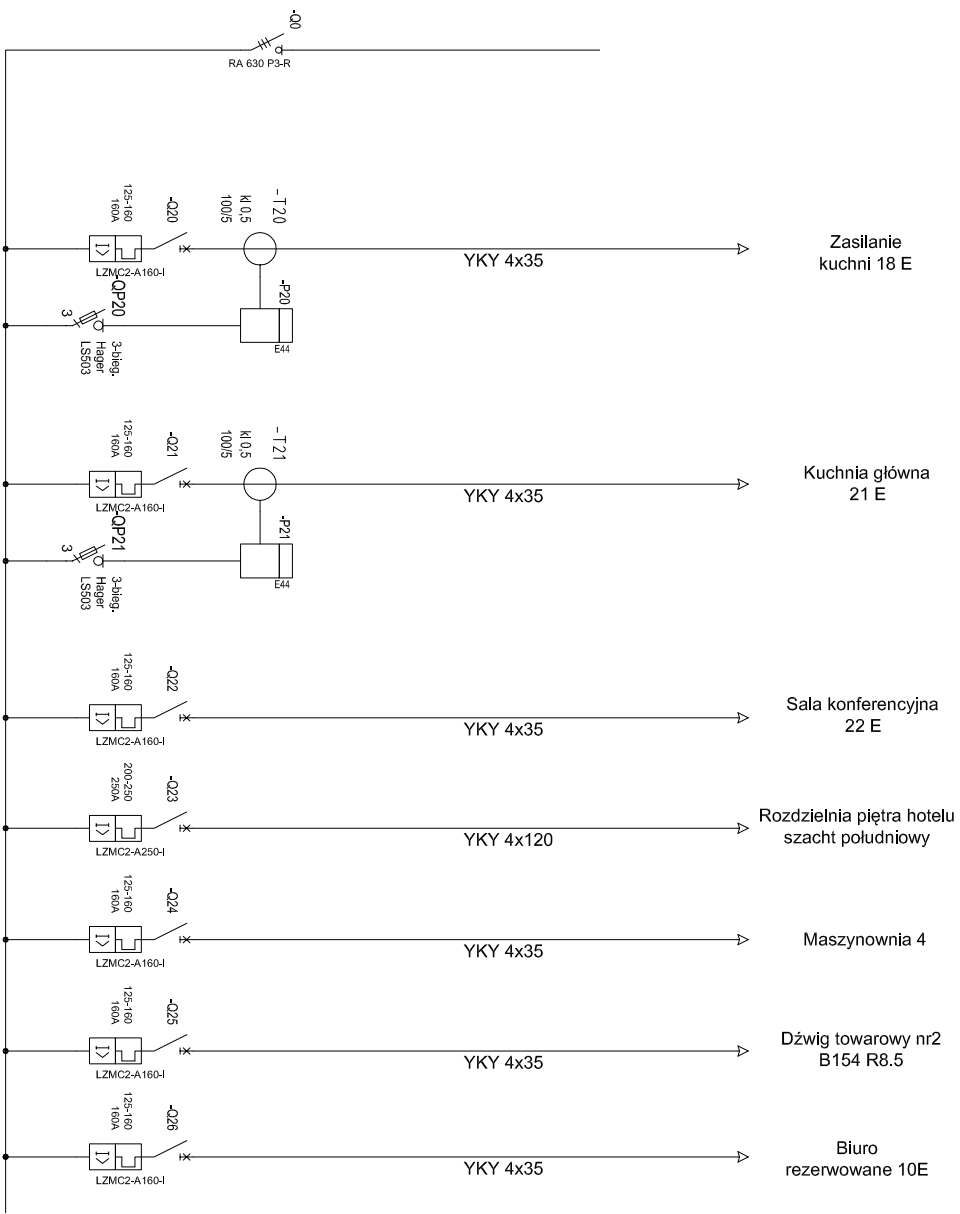 -Q0
RA 630 P3-R
125-160
160A
-Q20
LZMC2-A160-I
-T20
kl 0,5
100/5
YKY 4x35
Zasilanie
kuchni 18 E
-QP20
3
3-bieg.
Hager
LS503
-P20
E44
125-160
160A
-Q21
LZMC2-A160-I
-T21
kl 0,5
100/5
YKY 4x35
Kuchnia główna
21 E
-QP21
3
3-bieg.
Hager
LS503
-P21
E44
125-160
160A
-Q22
LZMC2-A160-I
YKY 4x35
Sala konferencyjna
22 E
200-250
250A
-Q23
LZMC2-A250-I
YKY 4x120
Rozdzielnia piętra hotelu
szacht południowy
125-160
160A
-Q24
LZMC2-A160-I
YKY 4x35
Maszynownia 4
125-160
160A
-Q25
LZMC2-A160-I
YKY 4x35
Dźwig towarowy nr2
B154 R8.5
125-160
160A
-Q26
LZMC2-A160-I
YKY 4x35
Biuro
rezerwowane 10E